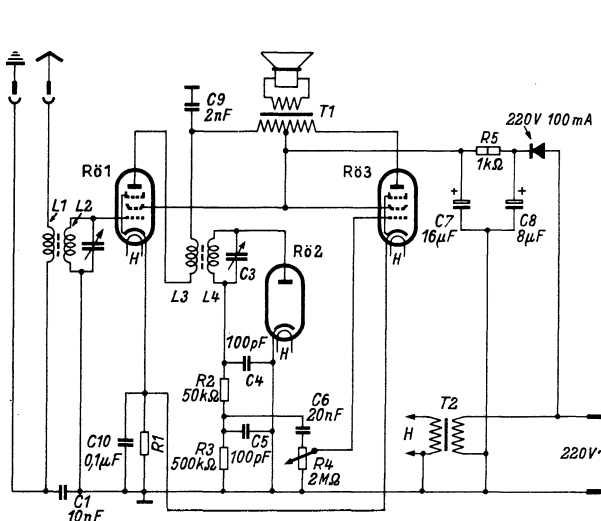 C9
2nF
T1
220V 100mA
R5
1kΩ
Rö1
Rö3
L1
L2
+
+
C7
16µF
C8
8µF
H
H
Rö2
C3
L3
L4
100pF
H
C4
R2
50kΩ
C6
20nF
T2
C10
0,1µF
R1
R3
500kΩ
C5
100pF
R4
2MΩ
H
220V~
C1
10nF